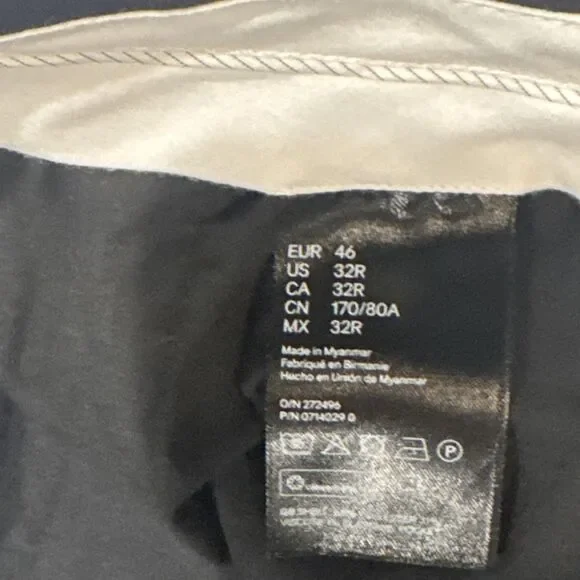 EUR 46
US 32R
CA 32R
CN 170/80A
MX 32R
Made in Myanmar
Fabriqué en Birmanie
Hecho en Unión de Myanmar
O/N 272496
P/N 0714029 0
P